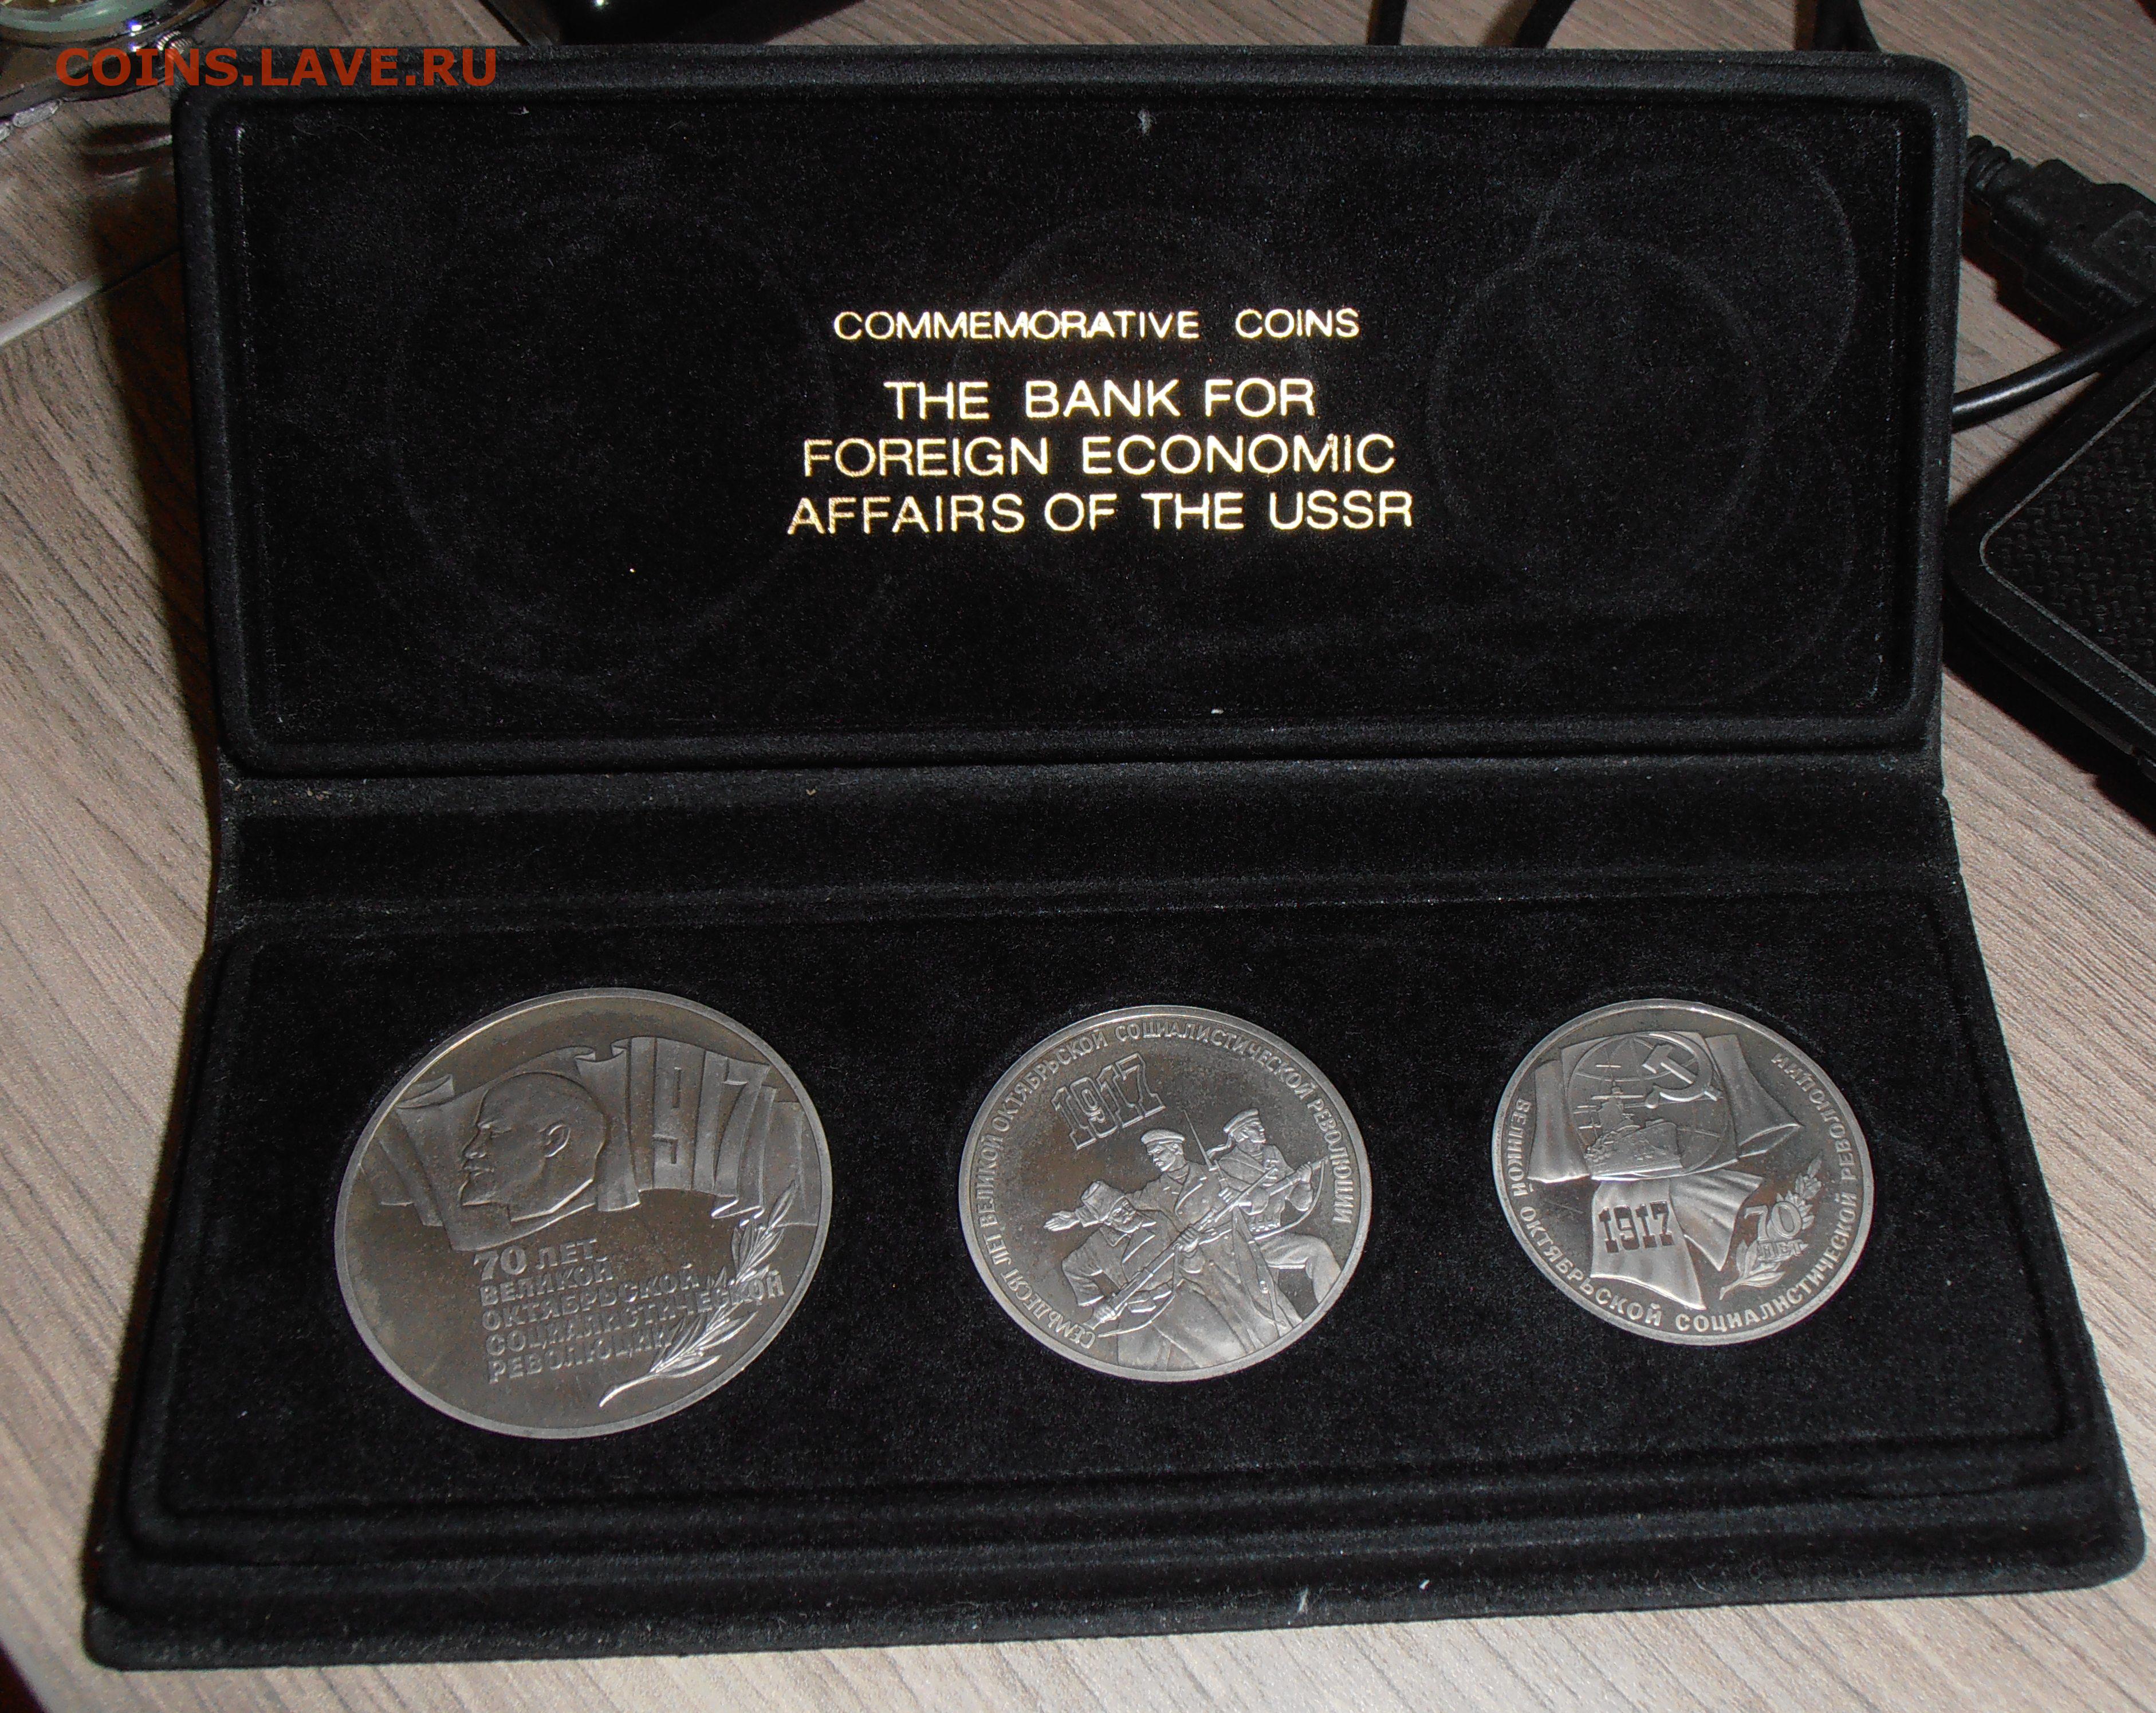 COINS.LAVE.RU
COMMEMORATIVE COINS
THE BANK FOR
FOREIGN ECONOMIC
AFFAIRS OF THE USSR
1917
70 ЛЕТ
ВЕЛИКОЙ
ОКТЯБРЬСКОЙ
СОЦИАЛИСТИЧЕСКОЙ
РЕВОЛЮЦИИ
СЕМЬДЕСЯТ ЛЕТ ВЕЛИКОЙ ОКТЯБРЬСКОЙ СОЦИАЛИСТИЧЕСКОЙ РЕВОЛЮЦИИ
1917
ВЕЛИКОЙ ОКТЯБРЬСКОЙ СОЦИАЛИСТИЧЕСКОЙ РЕВОЛЮЦИИ
1917
70
ЛЕТ